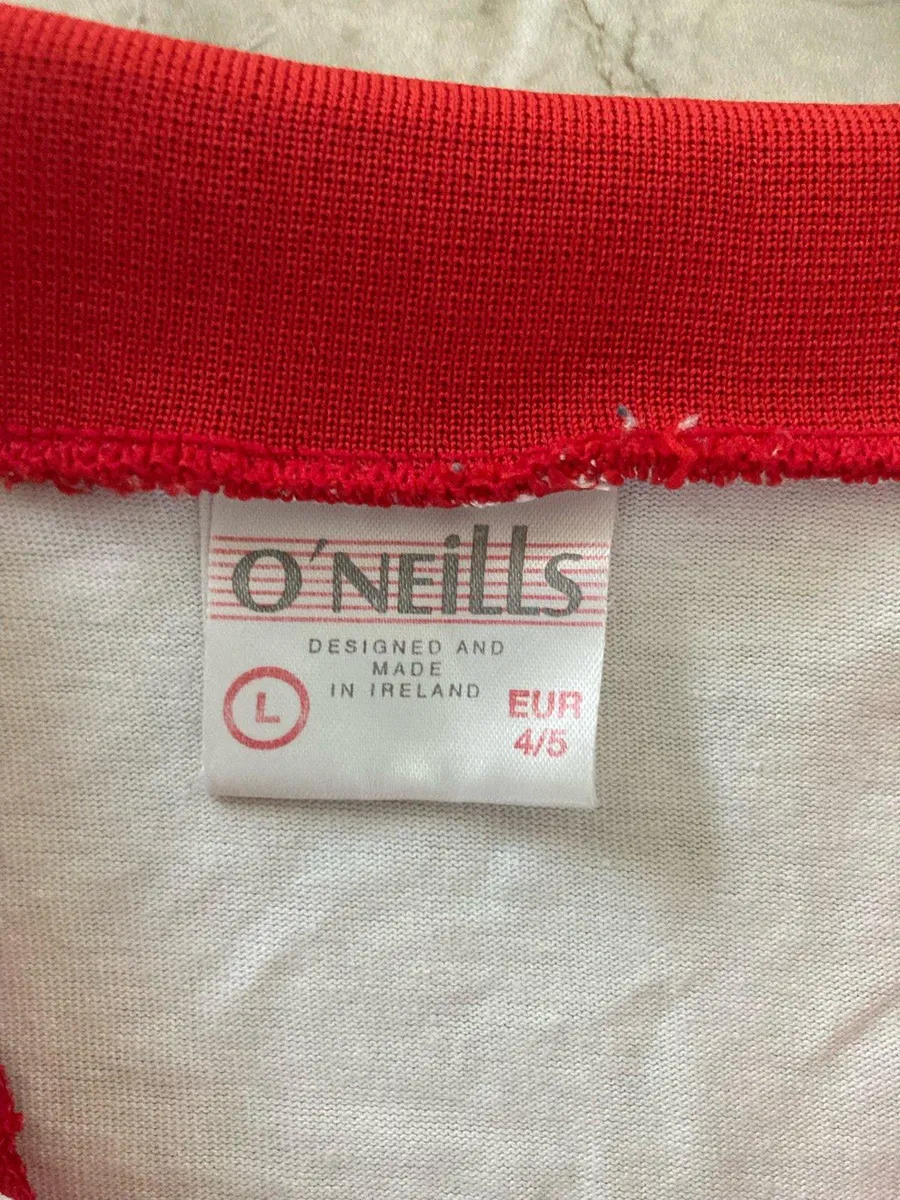 O'NEills
DESIGNED AND
MADE
IN IRELAND
L
EUR
4/5